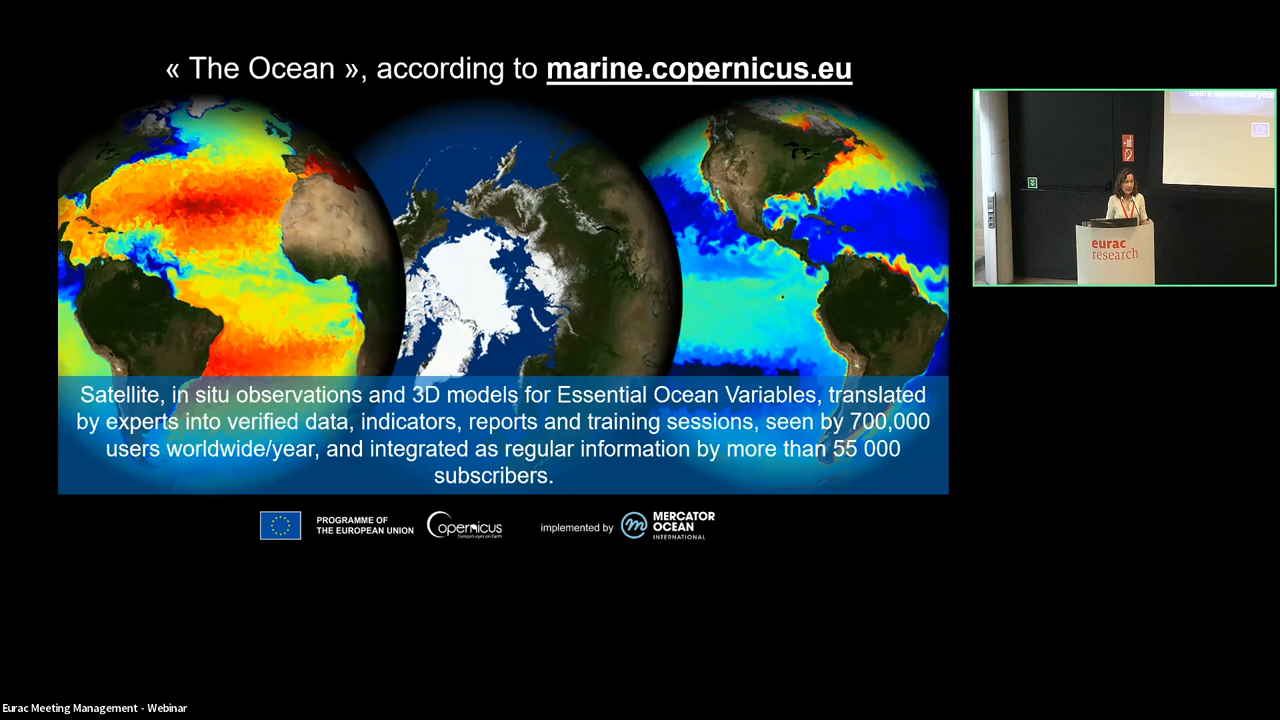 « The Ocean », according to marine.copernicus.eu
Satellite, in situ observations and 3D models for Essential Ocean Variables, translated
by experts into verified data, indicators, reports and training sessions, seen by 700,000
users worldwide/year, and integrated as regular information by more than 55 000
subscribers.
PROGRAMME OF
THE EUROPEAN UNION
opernicus
Europe's eyes on Earth
implemented by
MERCATOR
OCEAN
INTERNATIONAL
eurac
research
Eurac Meeting Management - Webinar